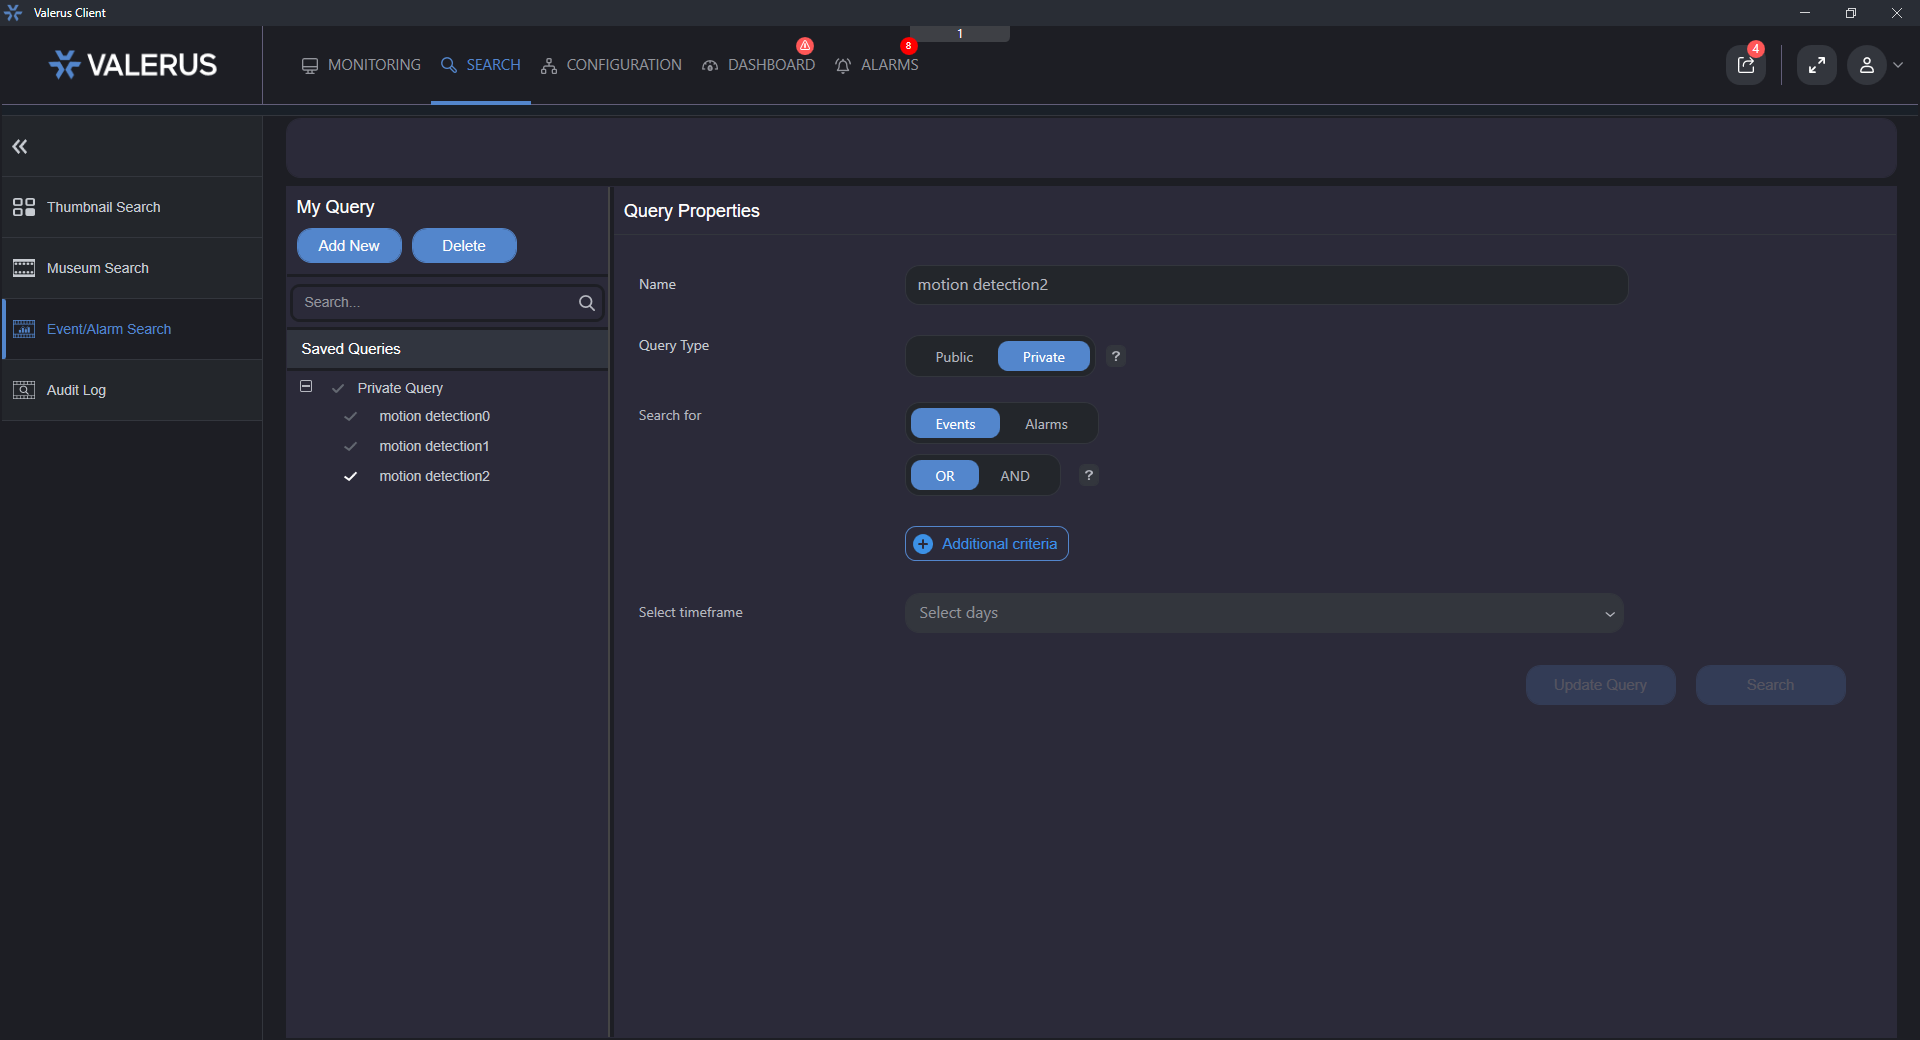 Valerus Client
1
VALERUS
MONITORING
SEARCH
CONFIGURATION
DASHBOARD
8
ALARMS
4
Thumbnail Search
Museum Search
Event/Alarm Search
Audit Log
My Query
Add New
Delete
Search...
Saved Queries
Private Query
motion detection0
motion detection1
motion detection2
Query Properties
Name
motion detection2
Query Type
Public
Private
?
Search for
Events
Alarms
OR
AND
?
Additional criteria
Select timeframe
Select days
Update Query
Search